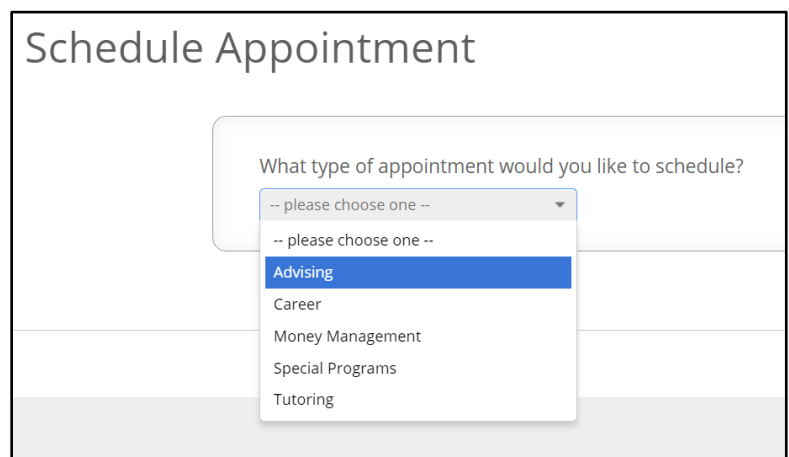 Schedule Appointment
What type of appointment would you like to schedule?
-- please choose one --
-- please choose one --
Advising
Career
Money Management
Special Programs
Tutoring